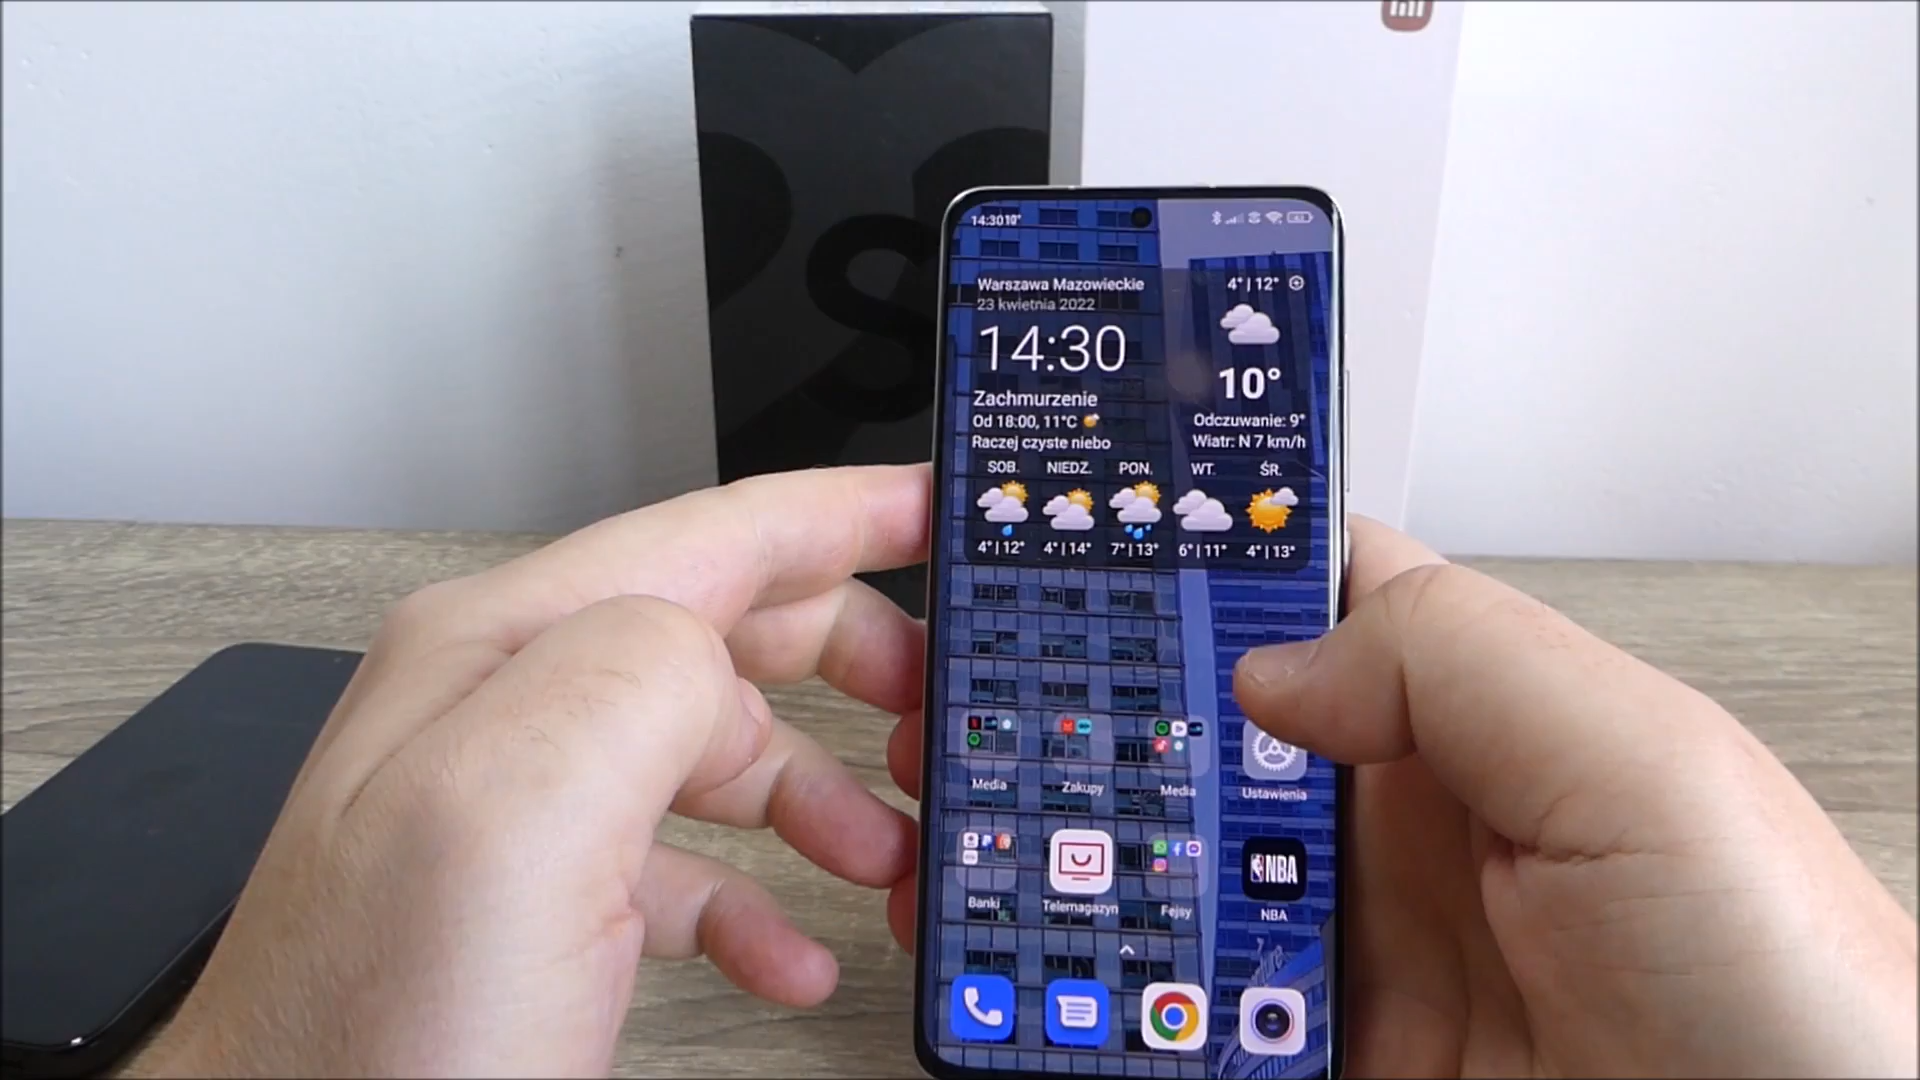 S
14:30 10°
Warszawa Mazowieckie
23 kwietnia 2022
4° | 12°
14:30
10°
Zachmurzenie
Od 18:00, 11°C
Raczej czyste niebo
Odczuwanie: 9°
Wiatr: N 7 km/h
SOB. NIEDZ. PON. WT. ŚR.
4° | 12° 4° | 14° 7° | 13° 6° | 11° 4° | 13°
Media Zakupy Media Ustawienia
NBA
Banki Telemagazyn Fejsy NBA